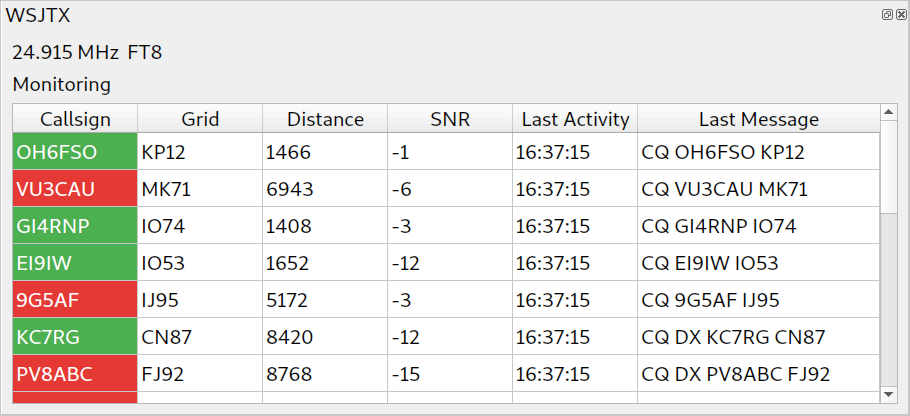 WSJTX
24.915 MHz FT8
Monitoring
Callsign Grid Distance SNR Last Activity Last Message
OH6FSO KP12 1466 -1 16:37:15 CQ OH6FSO KP12
VU3CAU MK71 6943 -6 16:37:15 CQ VU3CAU MK71
GI4RNP IO74 1408 -3 16:37:15 CQ GI4RNP IO74
EI9IW IO53 1652 -12 16:37:15 CQ EI9IW IO53
9G5AF IJ95 5172 -3 16:37:15 CQ 9G5AF IJ95
KC7RG CN87 8420 -12 16:37:15 CQ DX KC7RG CN87
PV8ABC FJ92 8768 -15 16:37:15 CQ DX PV8ABC FJ92